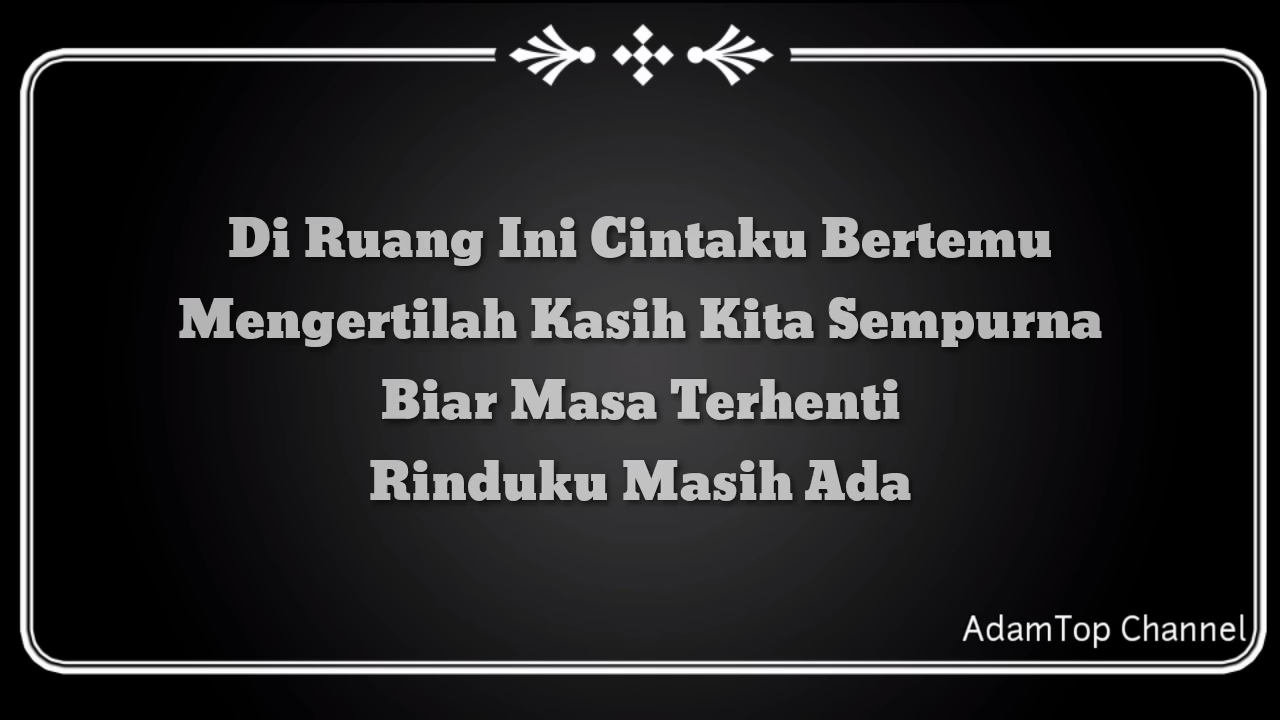 Di Ruang Ini Cintaku Bertemu
Mengertilah Kasih Kita Sempurna
Biar Masa Terhenti
Rinduku Masih Ada
AdamTop Channel